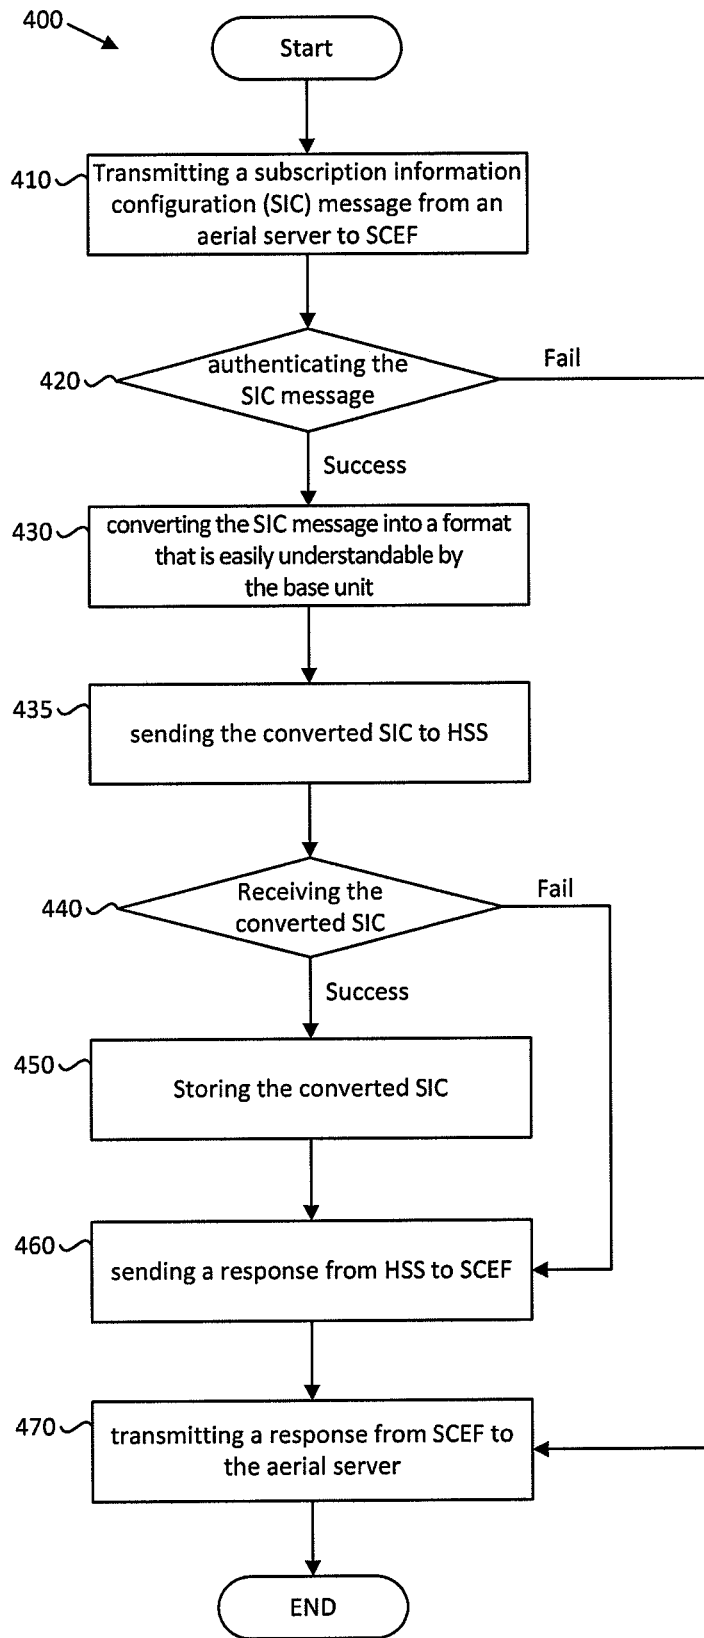 400
Start
410
Transmitting a subscription information
configuration (SIC) message from an
aerial server to SCEF
420
authenticating the
SIC message
Fail
Success
430
converting the SIC message into a format
that is easily understandable by
the base unit
435
sending the converted SIC to HSS
440
Receiving the
converted SIC
Fail
Success
450
Storing the converted SIC
460
sending a response from HSS to SCEF
470
transmitting a response from SCEF to
the aerial server
END